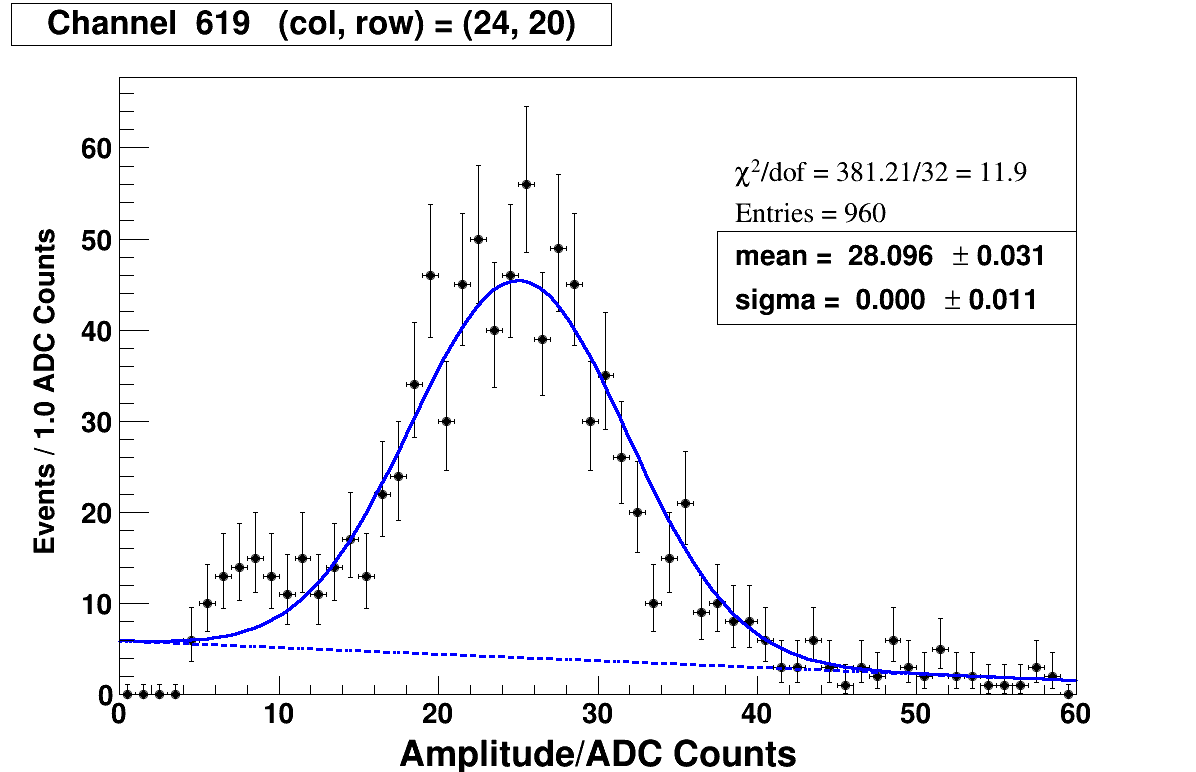 Channel 619 (col, row) = (24, 20)
χ²/dof = 381.21/32 = 11.9
Entries = 960
mean = 28.096 ± 0.031
sigma = 0.000 ± 0.011
Events / 1.0 ADC Counts
60
50
40
30
20
10
0
0 10 20 30 40 50 60
Amplitude/ADC Counts